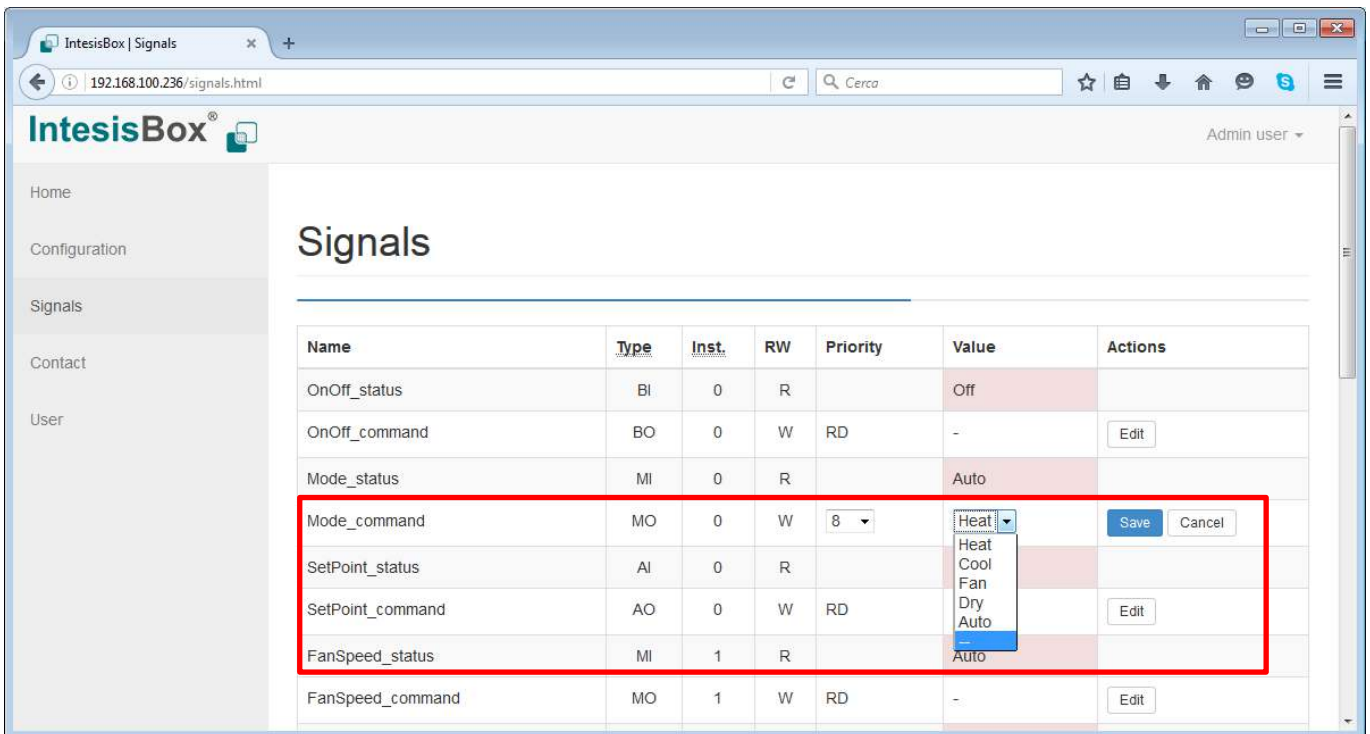 IntesisBox | Signals
192.168.100.236/signals.html
Cerca
IntesisBox®
Admin user
Home
Configuration
Signals
Contact
User
Signals
Name Type Inst. RW Priority Value Actions
OnOff_status BI 0 R Off
OnOff_command BO 0 W RD - Edit
Mode_status MI 0 R Auto
Mode_command MO 0 W 8 Heat Save Cancel
Heat
SetPoint_status AI 0 R Cool
Fan
SetPoint_command AO 0 W RD Dry Edit
Auto
--
FanSpeed_status MI 1 R Auto
FanSpeed_command MO 1 W RD - Edit